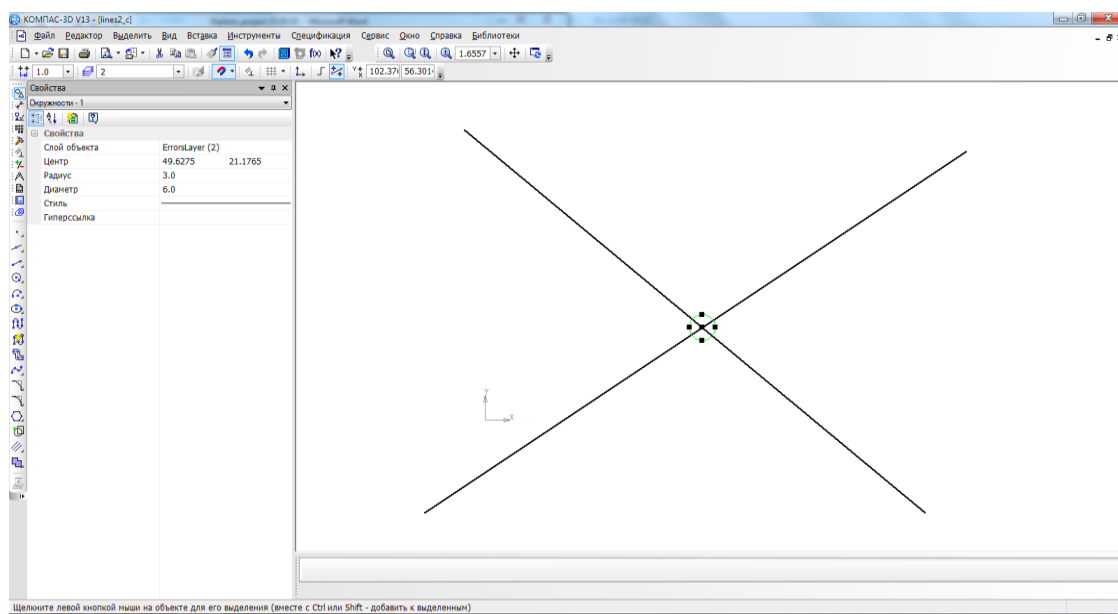 КОМПАС-3D V13 - [lines2_c]
Файл Редактор Выделить Вид Вставка Инструменты Спецификация Сервис Окно Справка Библиотеки
1.6557
1.0 2 102.37 56.301
Свойства
Окружности - 1
Свойства
Слой объекта ErrorsLayer (2)
Центр 49.6275 21.1765
Радиус 3.0
Диаметр 6.0
Стиль
Гиперссылка
Y
X
Щелкните левой кнопкой мыши на объекте для его выделения (вместе с Ctrl или Shift - добавить к выделенным)